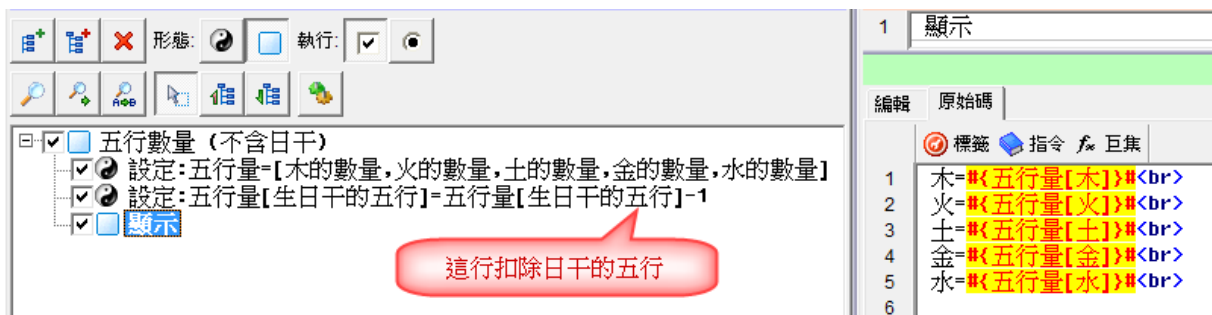 形態: 執行:
A B
五行數量 (不含日干)
設定:五行量=[木的數量,火的數量,土的數量,金的數量,水的數量]
設定:五行量[生日干的五行]=五行量[生日干的五行]-1
顯示
這行扣除日干的五行
1 顯示
編輯 原始碼
標籤 指令 fx 巨集
1 木=#{五行量[木]}#<br>
2 火=#{五行量[火]}#<br>
3 土=#{五行量[土]}#<br>
4 金=#{五行量[金]}#<br>
5 水=#{五行量[水]}#<br>
6